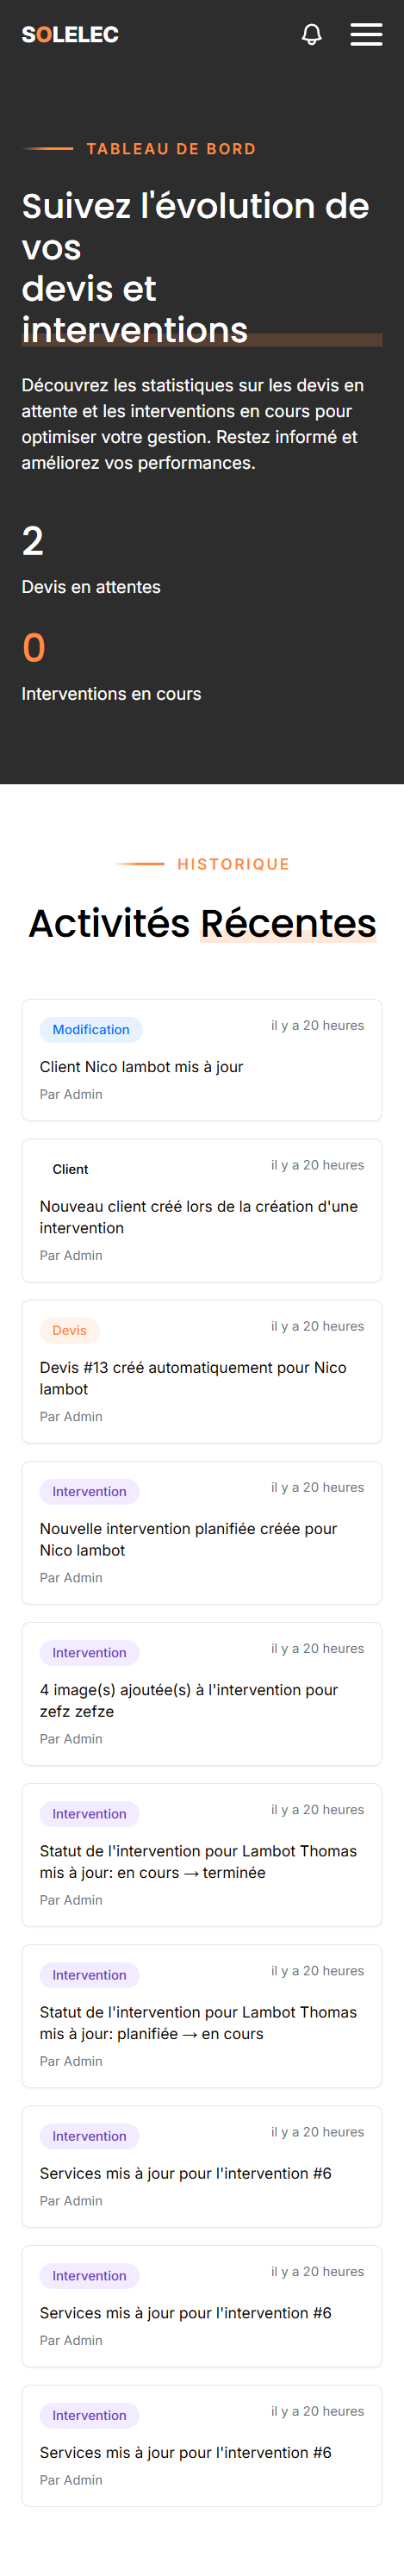 SOLELEC
TABLEAU DE BORD
Suivez l'évolution de
vos
devis et
interventions
Découvrez les statistiques sur les devis en
attente et les interventions en cours pour
optimiser votre gestion. Restez informé et
améliorez vos performances.
2
Devis en attentes
0
Interventions en cours
HISTORIQUE
Activités Récentes
Modification
il y a 20 heures
Client Nico lambot mis à jour
Par Admin
Client
il y a 20 heures
Nouveau client créé lors de la création d'une
intervention
Par Admin
Devis
il y a 20 heures
Devis #13 créé automatiquement pour Nico
lambot
Par Admin
Intervention
il y a 20 heures
Nouvelle intervention planifiée créée pour
Nico lambot
Par Admin
Intervention
il y a 20 heures
4 image(s) ajoutée(s) à l'intervention pour
zefz zefze
Par Admin
Intervention
il y a 20 heures
Statut de l'intervention pour Lambot Thomas
mis à jour: en cours → terminée
Par Admin
Intervention
il y a 20 heures
Statut de l'intervention pour Lambot Thomas
mis à jour: planifiée → en cours
Par Admin
Intervention
il y a 20 heures
Services mis à jour pour l'intervention #6
Par Admin
Intervention
il y a 20 heures
Services mis à jour pour l'intervention #6
Par Admin
Intervention
il y a 20 heures
Services mis à jour pour l'intervention #6
Par Admin